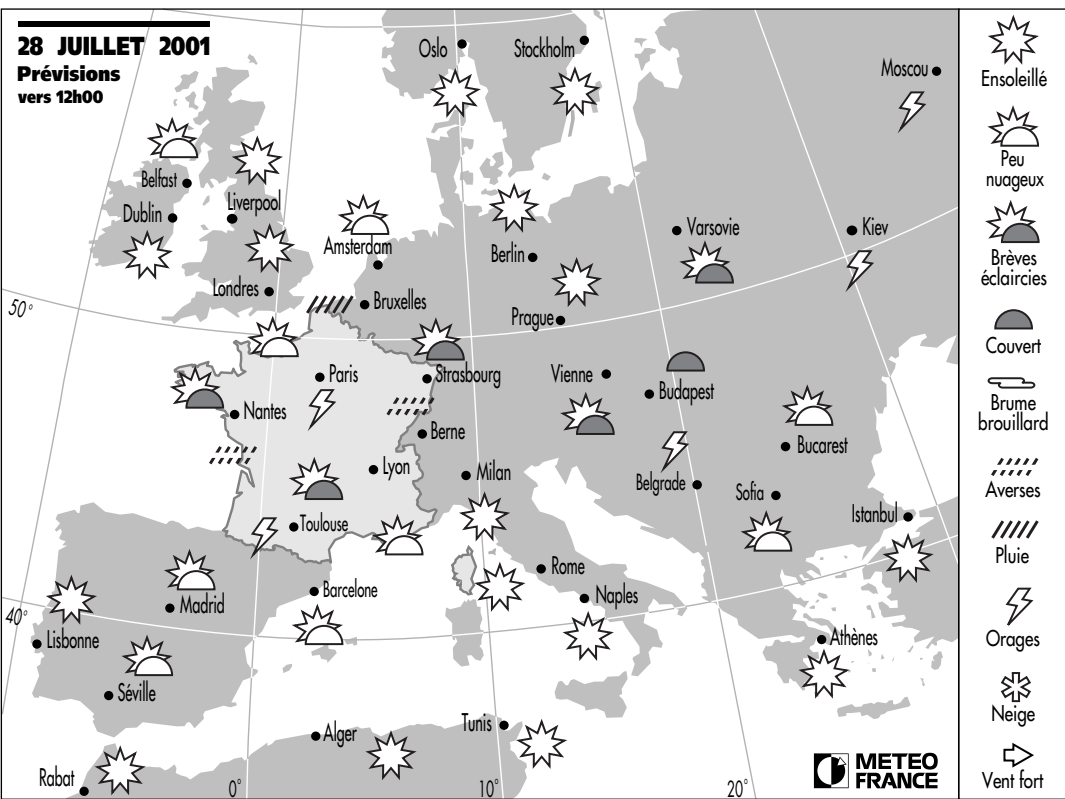 28 JUILLET 2001
Prévisions
vers 12h00
Oslo
Stockholm
Moscou
Belfast
Dublin
Liverpool
Amsterdam
Londres
Bruxelles
Berlin
Varsovie
Kiev
Prague
50°
Paris
Strasbourg
Vienne
Budapest
Nantes
Berne
Bucarest
Lyon
Milan
Belgrade
Sofia
Istanbul
Toulouse
Rome
Naples
Barcelone
Madrid
40°
Lisbonne
Athènes
Séville
Alger
Tunis
Rabat
0°
10°
20°
METEO
FRANCE
Ensoleillé
Peu
nuageux
Brèves
éclaircies
Couvert
Brume
brouillard
Averses
Pluie
Orages
Neige
Vent fort